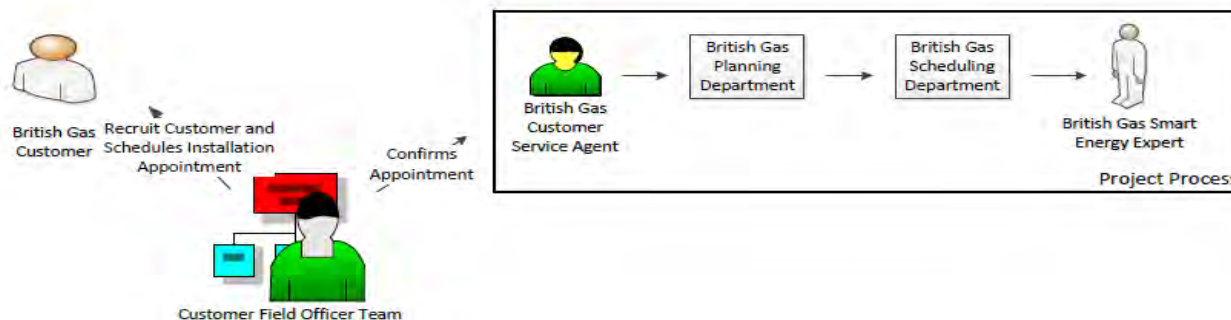 British Gas
Customer
Recruit Customer and
Schedules Installation
Appointment
Customer Field Officer Team
Confirms
Appointment
British Gas
Customer
Service Agent
British Gas
Planning
Department
British Gas
Scheduling
Department
British Gas Smart
Energy Expert
Project Process